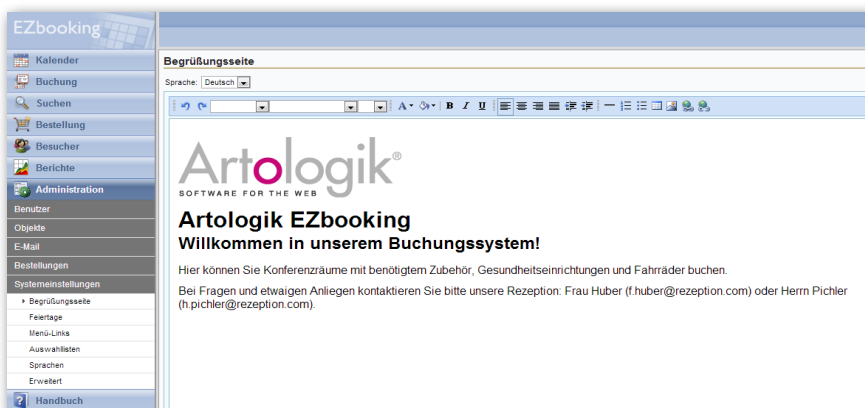 EZbooking
Kalender
Buchung
Suchen
Bestellung
Besucher
Berichte
Administration
Benutzer
Objekte
E-Mail
Bestellungen
Systemeinstellungen
Begrüßungsseite
Feiertage
Menü-Links
Auswahllisten
Sprachen
Erweitert
Handbuch
Begrüßungsseite
Sprache: Deutsch
A B I U
Artologik®
SOFTWARE FOR THE WEB
Artologik EZbooking
Willkommen in unserem Buchungssystem!
Hier können Sie Konferenzräume mit benötigtem Zubehör, Gesundheitseinrichtungen und Fahrräder buchen.
Bei Fragen und etwaigen Anliegen kontaktieren Sie bitte unsere Rezeption: Frau Huber (f.huber@rezeption.com) oder Herrn Pichler
(h.pichler@rezeption.com).